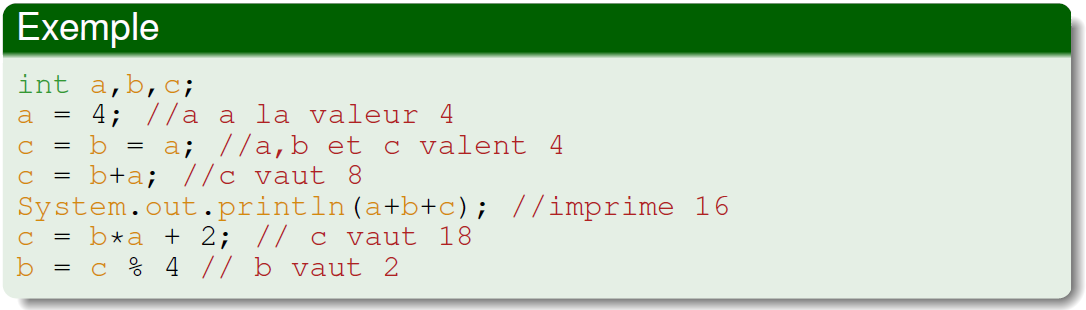 Exemple
int a,b,c;
a = 4; //a a la valeur 4
c = b = a; //a,b et c valent 4
c = b+a; //c vaut 8
System.out.println(a+b+c); //imprime 16
c = b*a + 2; // c vaut 18
b = c % 4 // b vaut 2